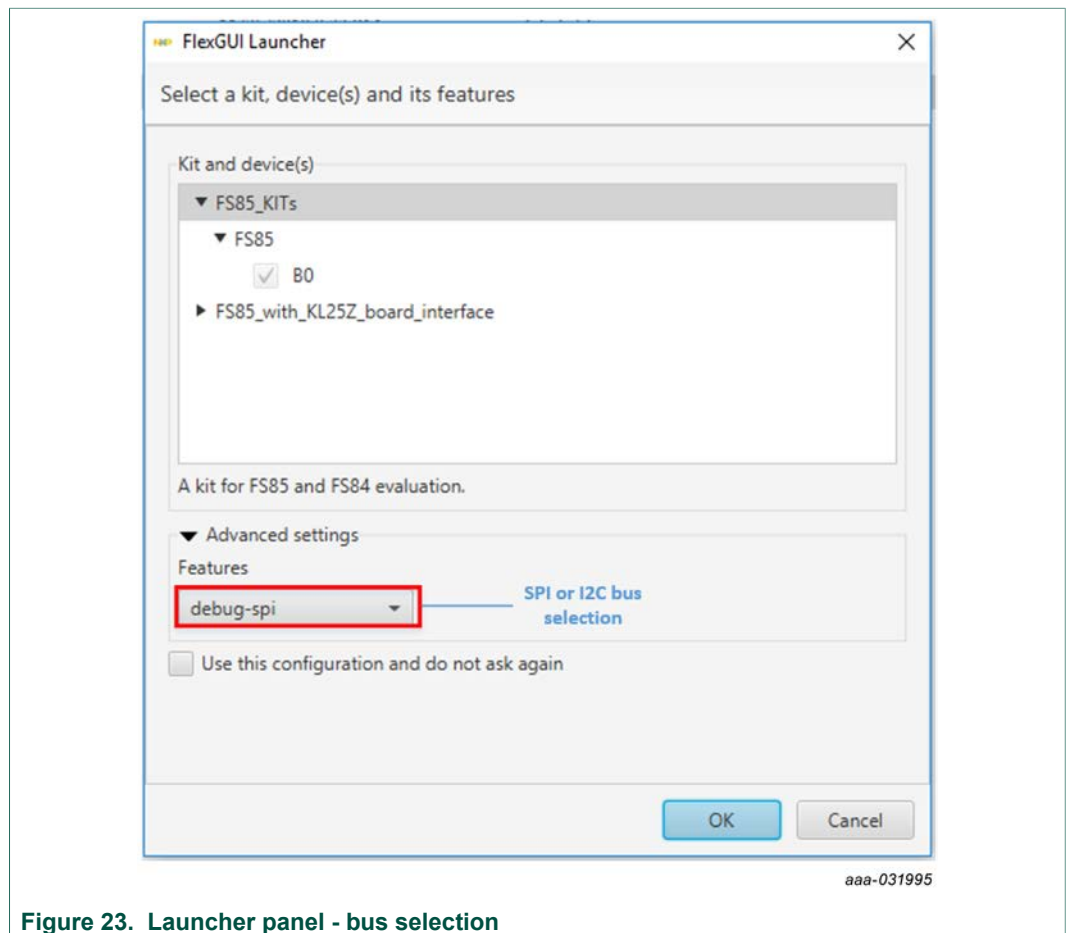 FlexGUI Launcher
Select a kit, device(s) and its features
Kit and device(s)
FS85_KITs
FS85
B0
FS85_with_KL25Z_board_interface
A kit for FS85 and FS84 evaluation.
Advanced settings
Features
debug-spi
SPI or I2C bus
selection
Use this configuration and do not ask again
OK Cancel
aaa-031995
Figure 23. Launcher panel - bus selection